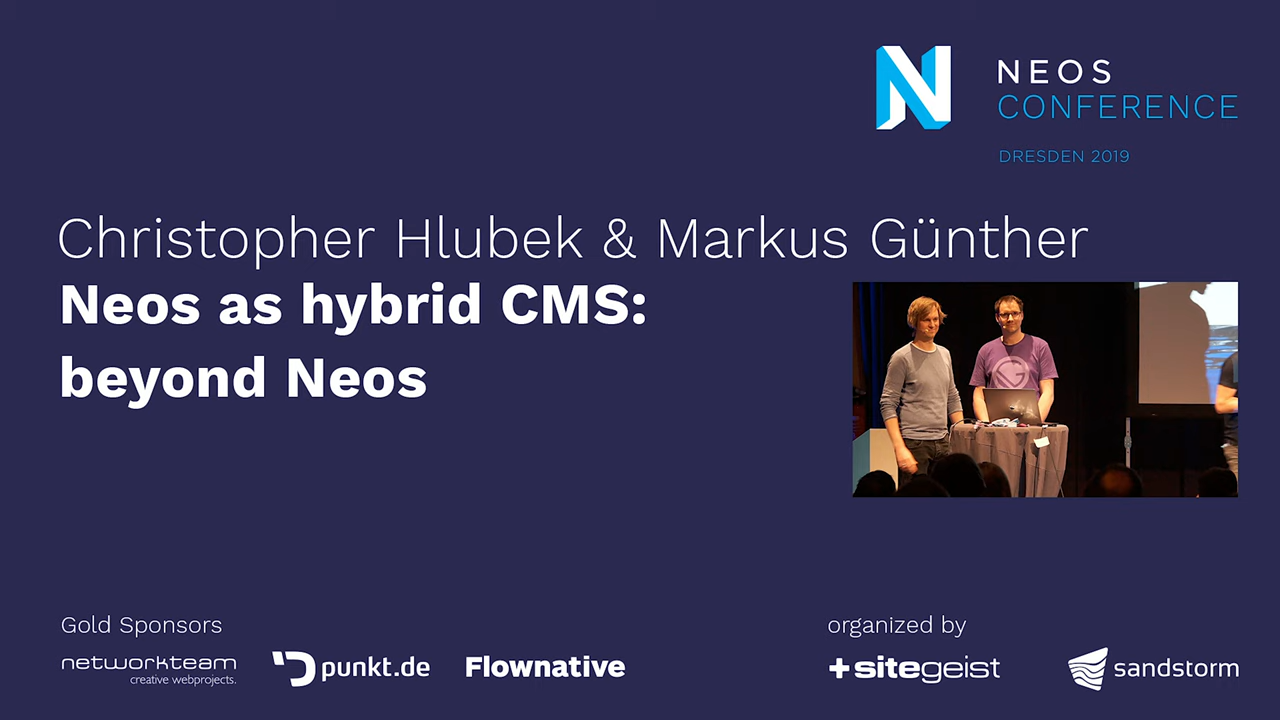 NEOS
CONFERENCE
DRESDEN 2019
Christopher Hlubek & Markus Günther
Neos as hybrid CMS:
beyond Neos
Gold Sponsors
organized by
networkteam
creative webprojects.
punkt.de
Flownative
+sitegeist
sandstorm